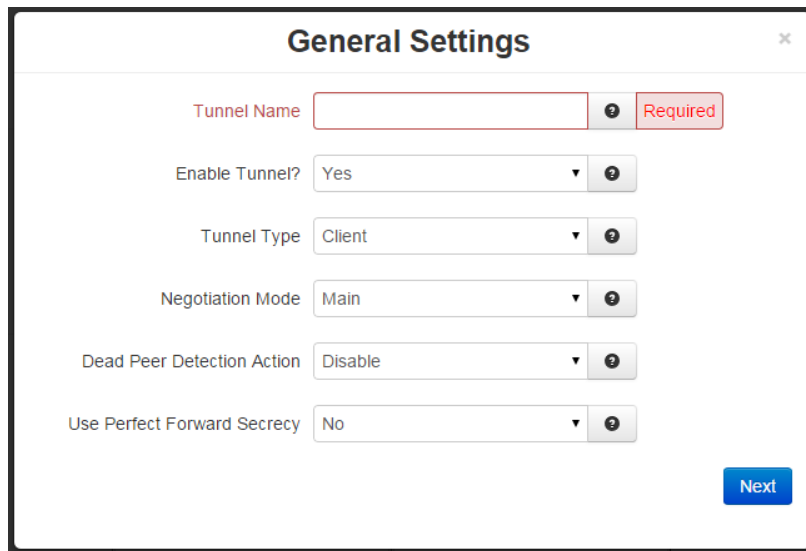 General Settings ×
Tunnel Name Required
Enable Tunnel? Yes
Tunnel Type Client
Negotiation Mode Main
Dead Peer Detection Action Disable
Use Perfect Forward Secrecy No
Next